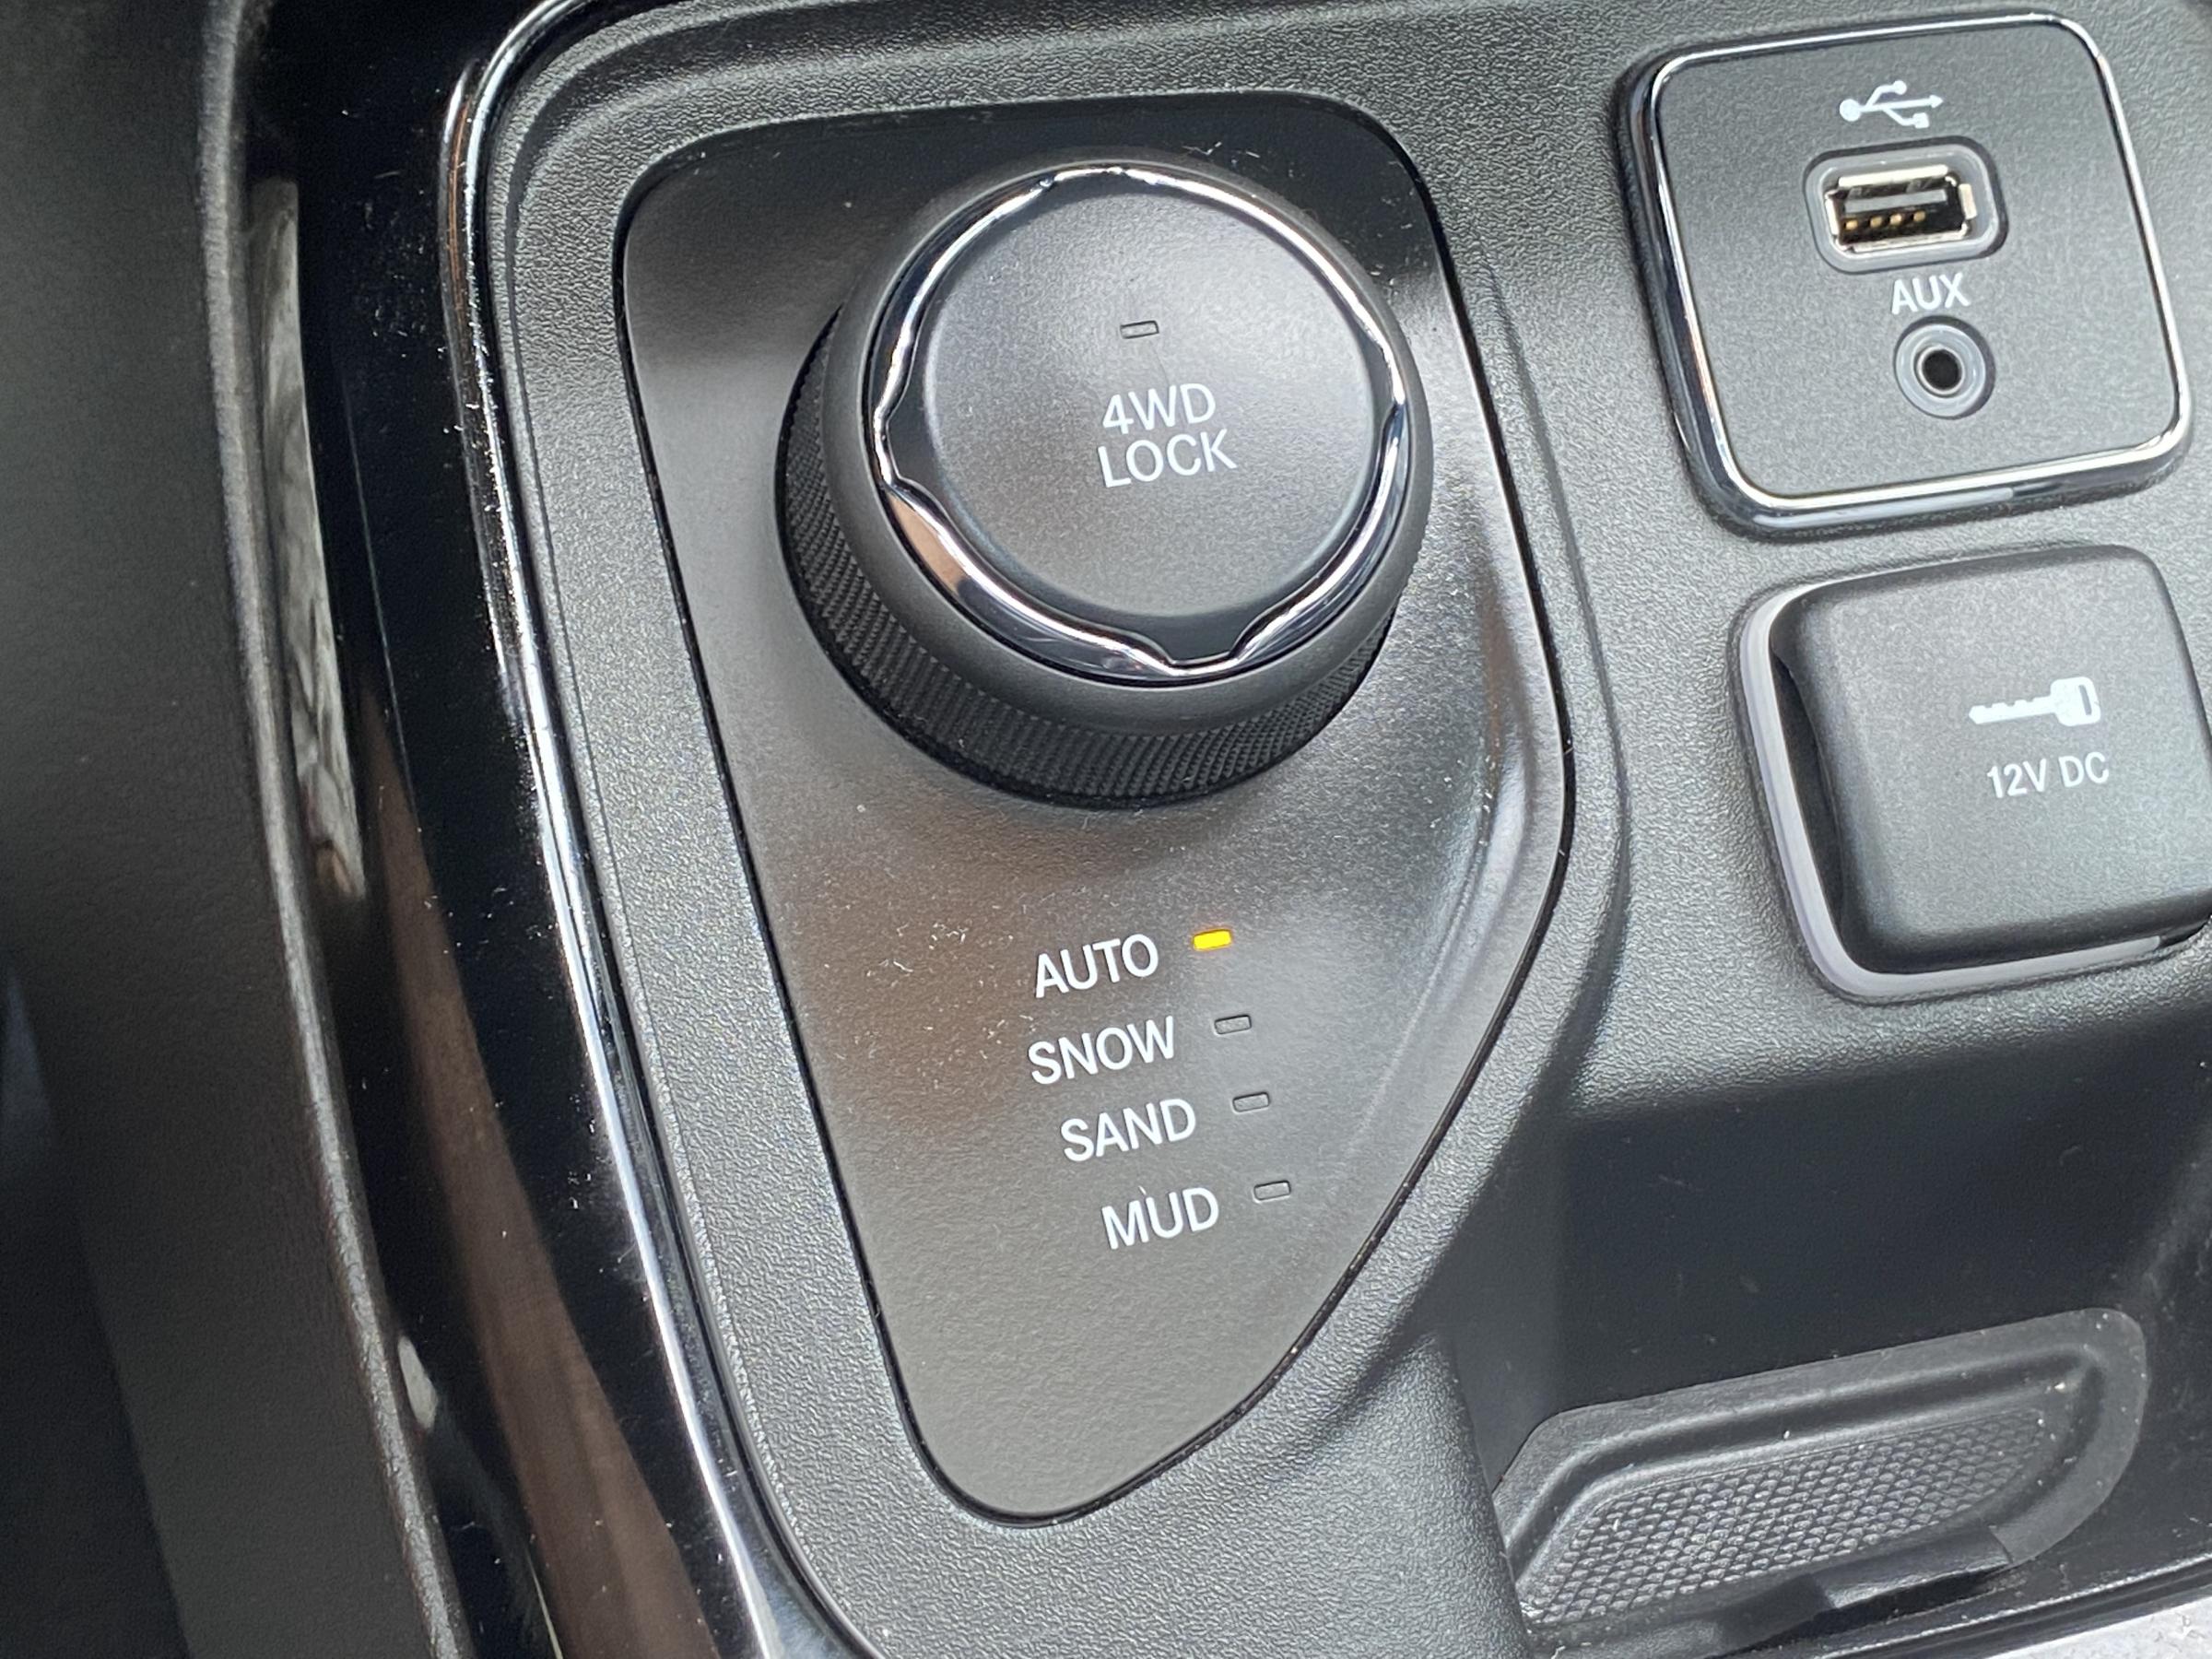 4WD
LOCK
AUTO
SNOW
SAND
MUD
AUX
12V DC